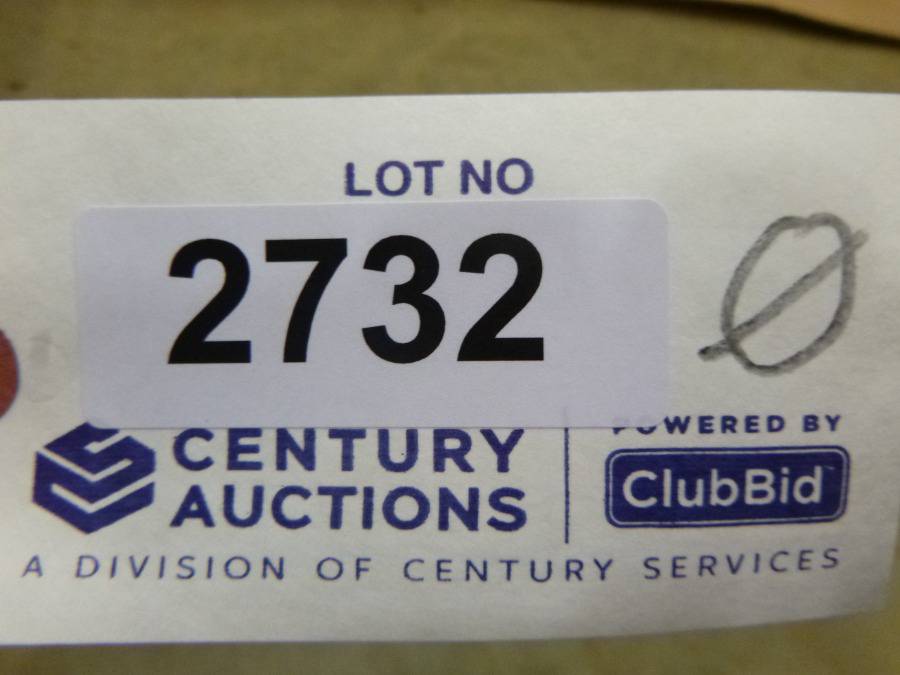 LOT NO
2732 Ø
CENTURY
AUCTIONS
POWERED BY
ClubBid
A DIVISION OF CENTURY SERVICES